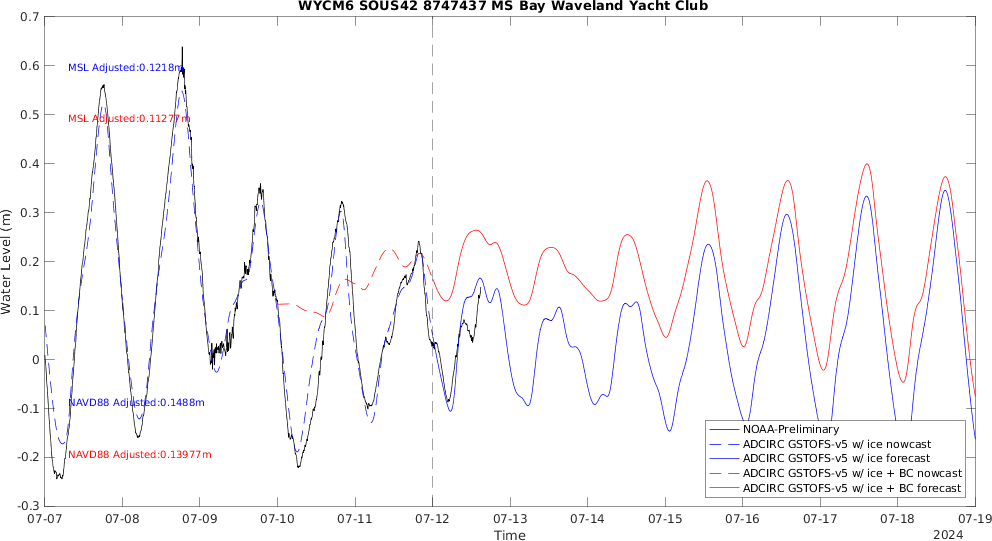 WYCM6 SOUS42 8747437 MS Bay Waveland Yacht Club
Water Level (m)
0.7
0.6
0.5
0.4
0.3
0.2
0.1
0
-0.1
-0.2
-0.3
MSL Adjusted:0.1218m
MSL Adjusted:0.11277m
NAVD88 Adjusted:0.1488m
NAVD88 Adjusted:0.13977m
NOAA-Preliminary
ADCIRC GSTOFS-v5 w/ ice nowcast
ADCIRC GSTOFS-v5 w/ ice forecast
ADCIRC GSTOFS-v5 w/ ice + BC nowcast
ADCIRC GSTOFS-v5 w/ ice + BC forecast
07-07 07-08 07-09 07-10 07-11 07-12 07-13 07-14 07-15 07-16 07-17 07-18 07-19
Time
2024